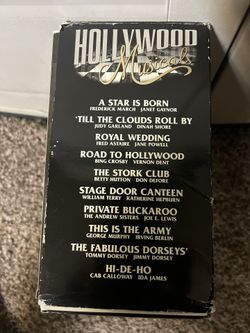 HOLLYWOOD
Musicals
A STAR IS BORN
FREDERICK MARCH JANET GAYNOR
'TILL THE CLOUDS ROLL BY
JUDY GARLAND DINAH SHORE
ROYAL WEDDING
FRED ASTAIRE JANE POWELL
ROAD TO HOLLYWOOD
BING CROSBY VERNON DENT
THE STORK CLUB
BETTY HUTTON DON DEFORE
STAGE DOOR CANTEEN
WILLIAM TERRY KATHERINE HEPBURN
PRIVATE BUCKAROO
THE ANDREW SISTERS JOE E. LEWIS
THIS IS THE ARMY
GEORGE MURPHY IRVING BERLIN
THE FABULOUS DORSEYS'
TOMMY DORSEY JIMMY DORSEY
HI-DE-HO
CAB CALLOWAY IDA JAMES